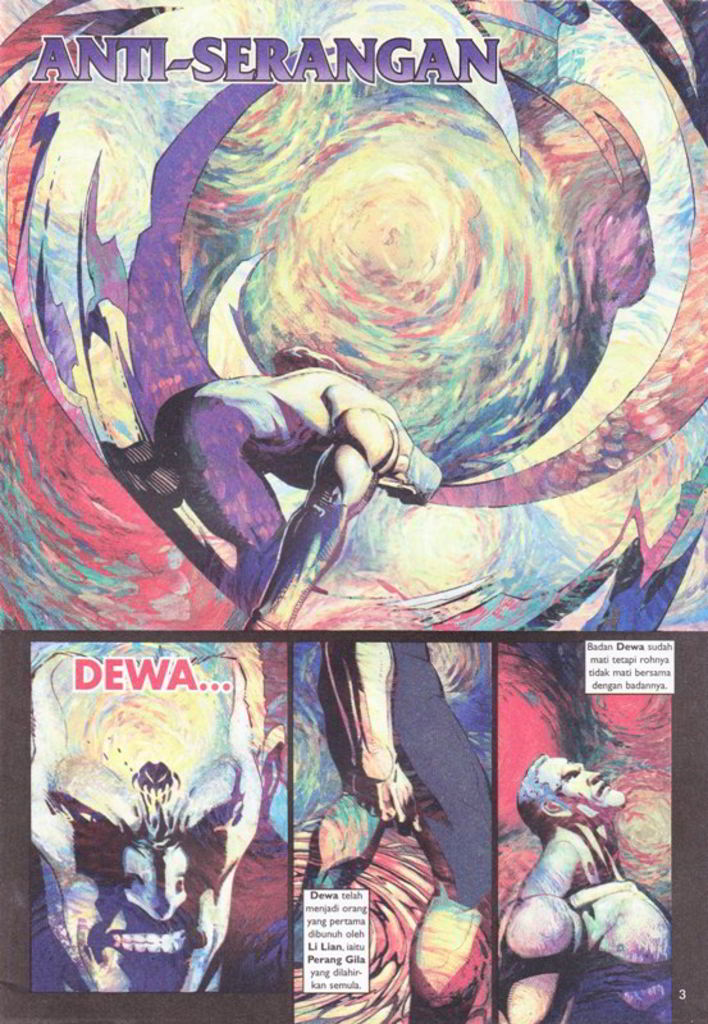 ANTI-SERANGAN
DEWA...
Dewa telah
menjadi orang
yang pertama
dibunuh oleh
Li Lian, iaitu
Perang Gila
yang dilahir-
kan semula.
Badan Dewa sudah
mati tetapi rohnya
tidak mati bersama
dengan badannya.
3